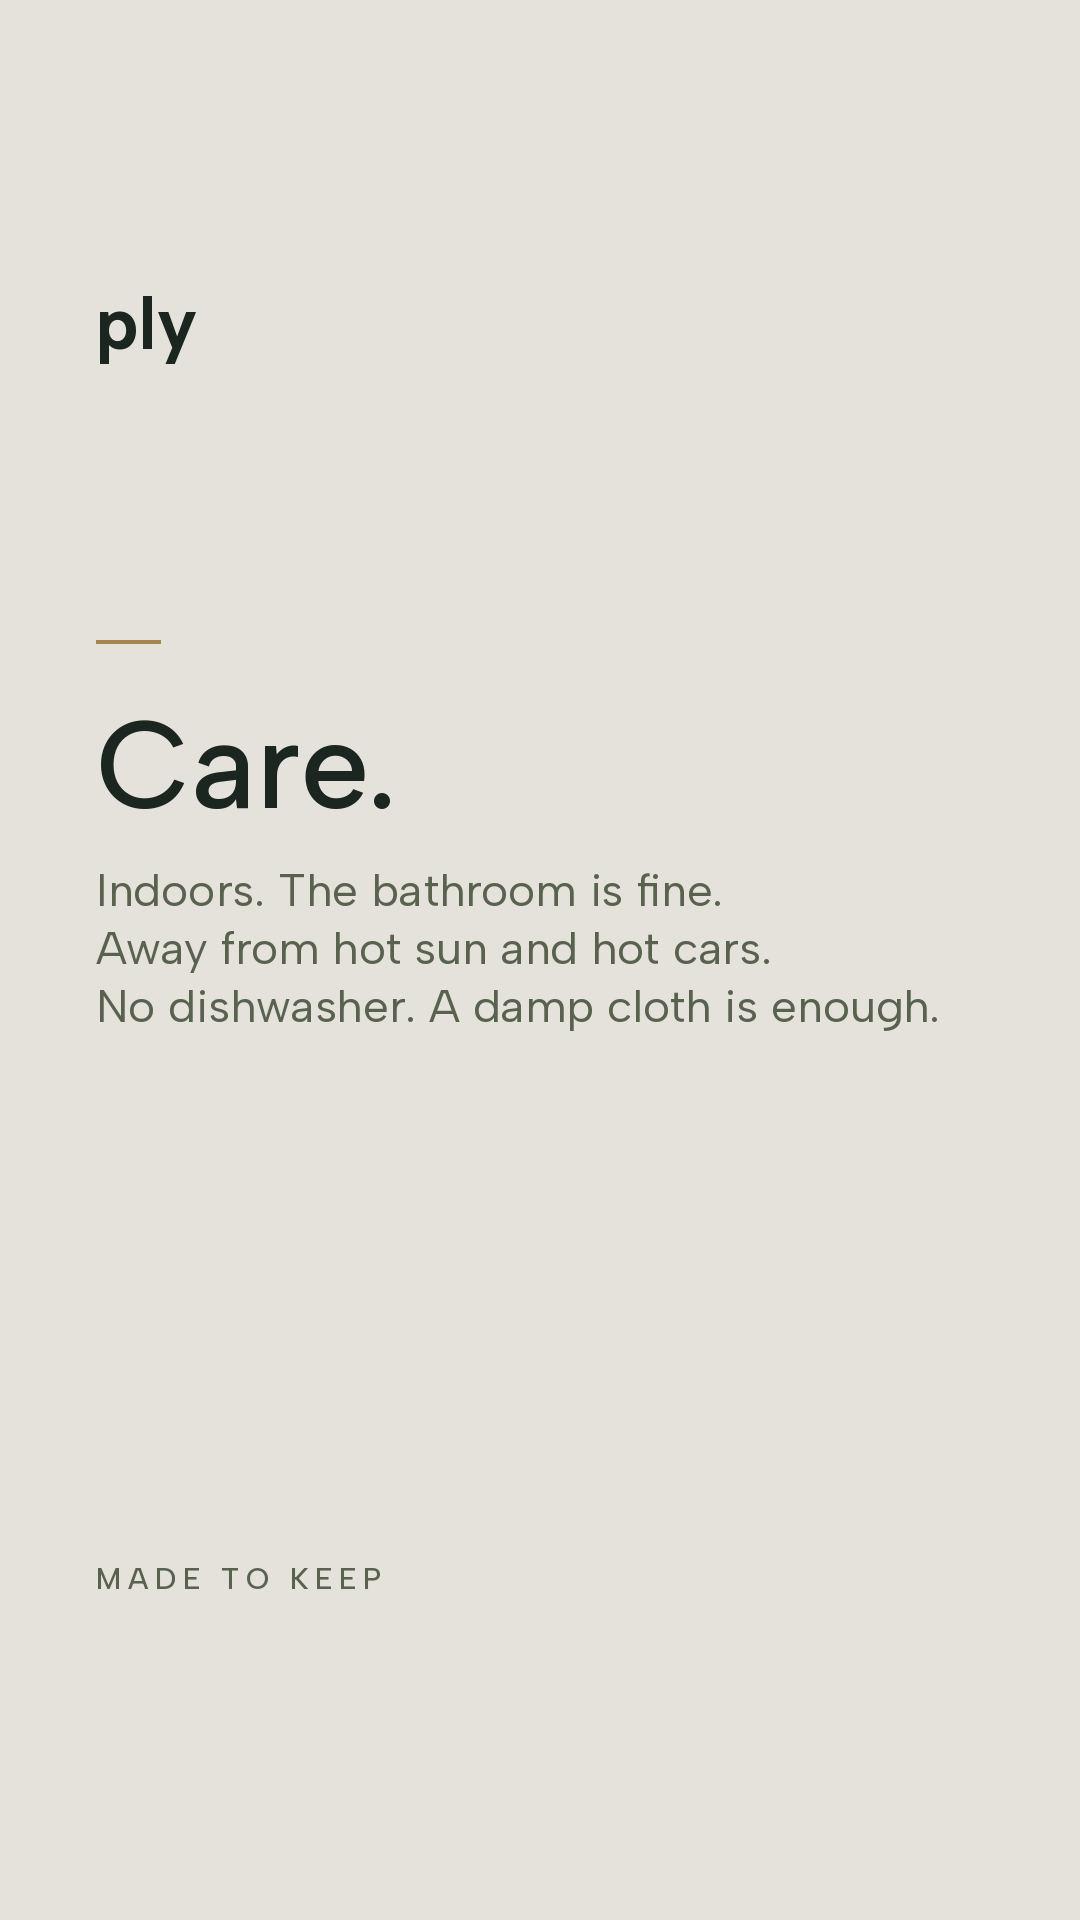 ply
Care.
Indoors. The bathroom is fine.
Away from hot sun and hot cars.
No dishwasher. A damp cloth is enough.
MADE TO KEEP